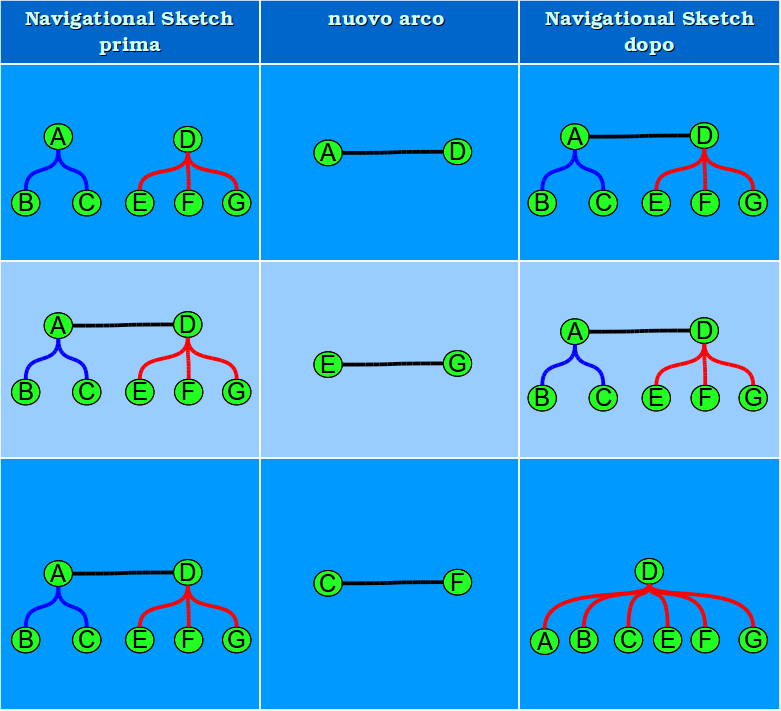 Navigational Sketch
prima
nuovo arco
Navigational Sketch
dopo
A D
B C E F G
A D
A D
B C E F G
A D
B C E F G
E G
A D
B C E F G
A D
B C E F G
C F
D
A B C E F G